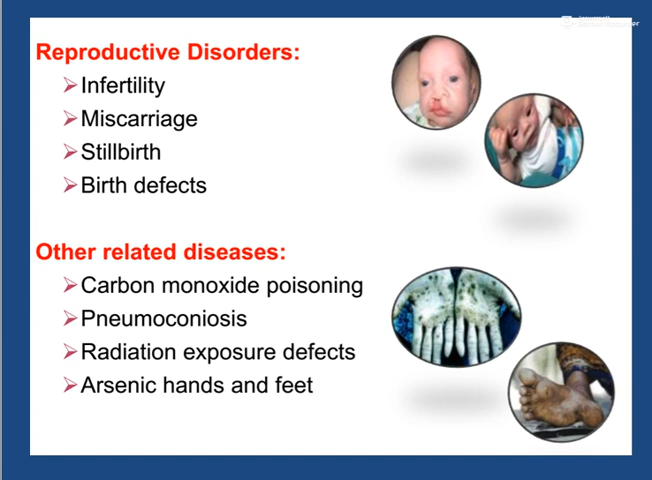 Reproductive Disorders:
Infertility
Miscarriage
Stillbirth
Birth defects
Other related diseases:
Carbon monoxide poisoning
Pneumoconiosis
Radiation exposure defects
Arsenic hands and feet